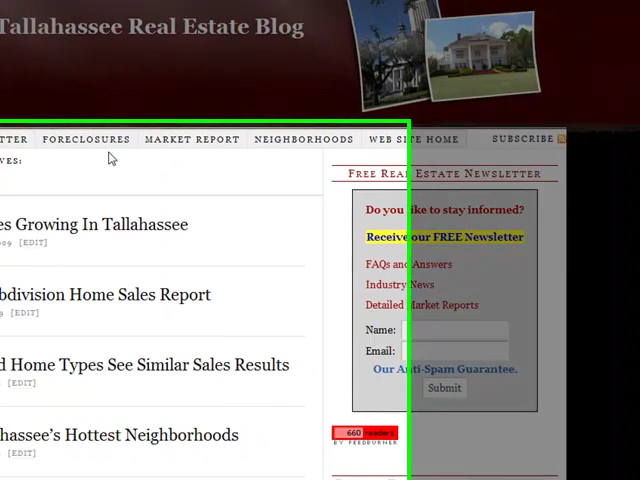 Tallahassee Real Estate Blog
TTER FORECLOSURES MARKET REPORT NEIGHBORHOODS WEB SITE HOME SUBSCRIBE
VES:
es Growing In Tallahassee
009 [EDIT]
bdivision Home Sales Report
9 [EDIT]
d Home Types See Similar Sales Results
[EDIT]
hassee's Hottest Neighborhoods
[EDIT]
Free Real Estate Newsletter
Do you like to stay informed?
Receive our FREE Newsletter
FAQs and Answers
Industry News
Detailed Market Reports
Name:
Email:
Our Anti-Spam Guarantee.
Submit
660 readers
BY FEEDBURNER